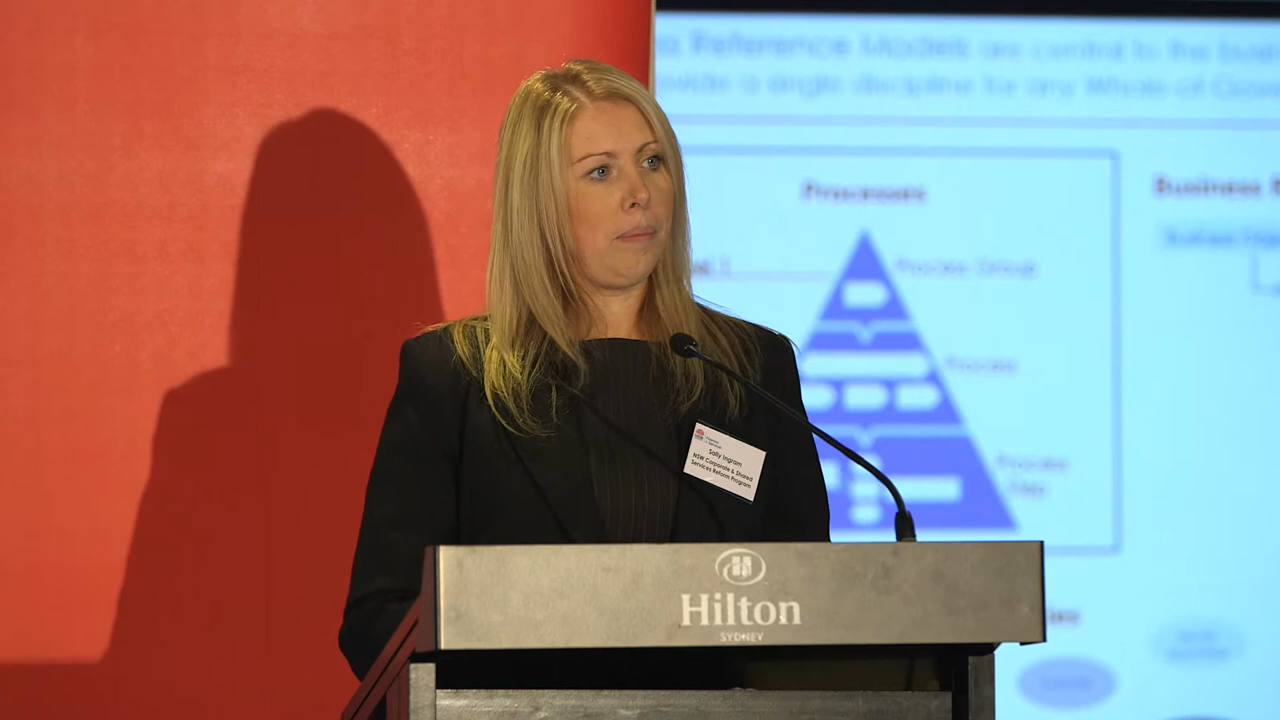 s Reference Models are central to the busi
ovide a single discipline for any Whole-of-Gove
Processes
Business R
Process Group
Process
Process
Step
Sally Ingram
NSW Corporate & Shared
Services Reform Program
Hilton
SYDNEY